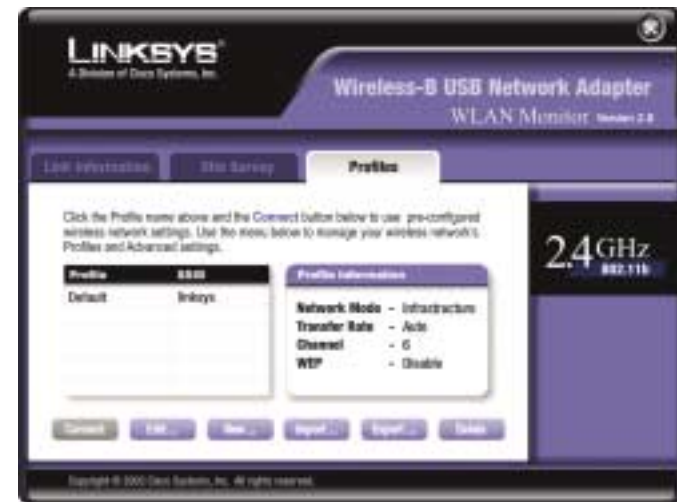 LINKSYS®
A Division of Cisco Systems, Inc.
Wireless-B USB Network Adapter
WLAN Monitor Version 2.0
Link Information Site Survey Profiles
Click the Profile name above and the Connect button below to use pre-configured
wireless network settings. Use the menu below to manage your wireless network's
Profiles and Advanced settings.
2.4GHz
802.11b
Profile SSID
Default linksys
Profile Information
Network Mode - Infrastructure
Transfer Rate - Auto
Channel - 6
WEP - Disable
Connect Edit... New... Import... Export... Delete
Copyright © 2003 Cisco Systems, Inc. All rights reserved.